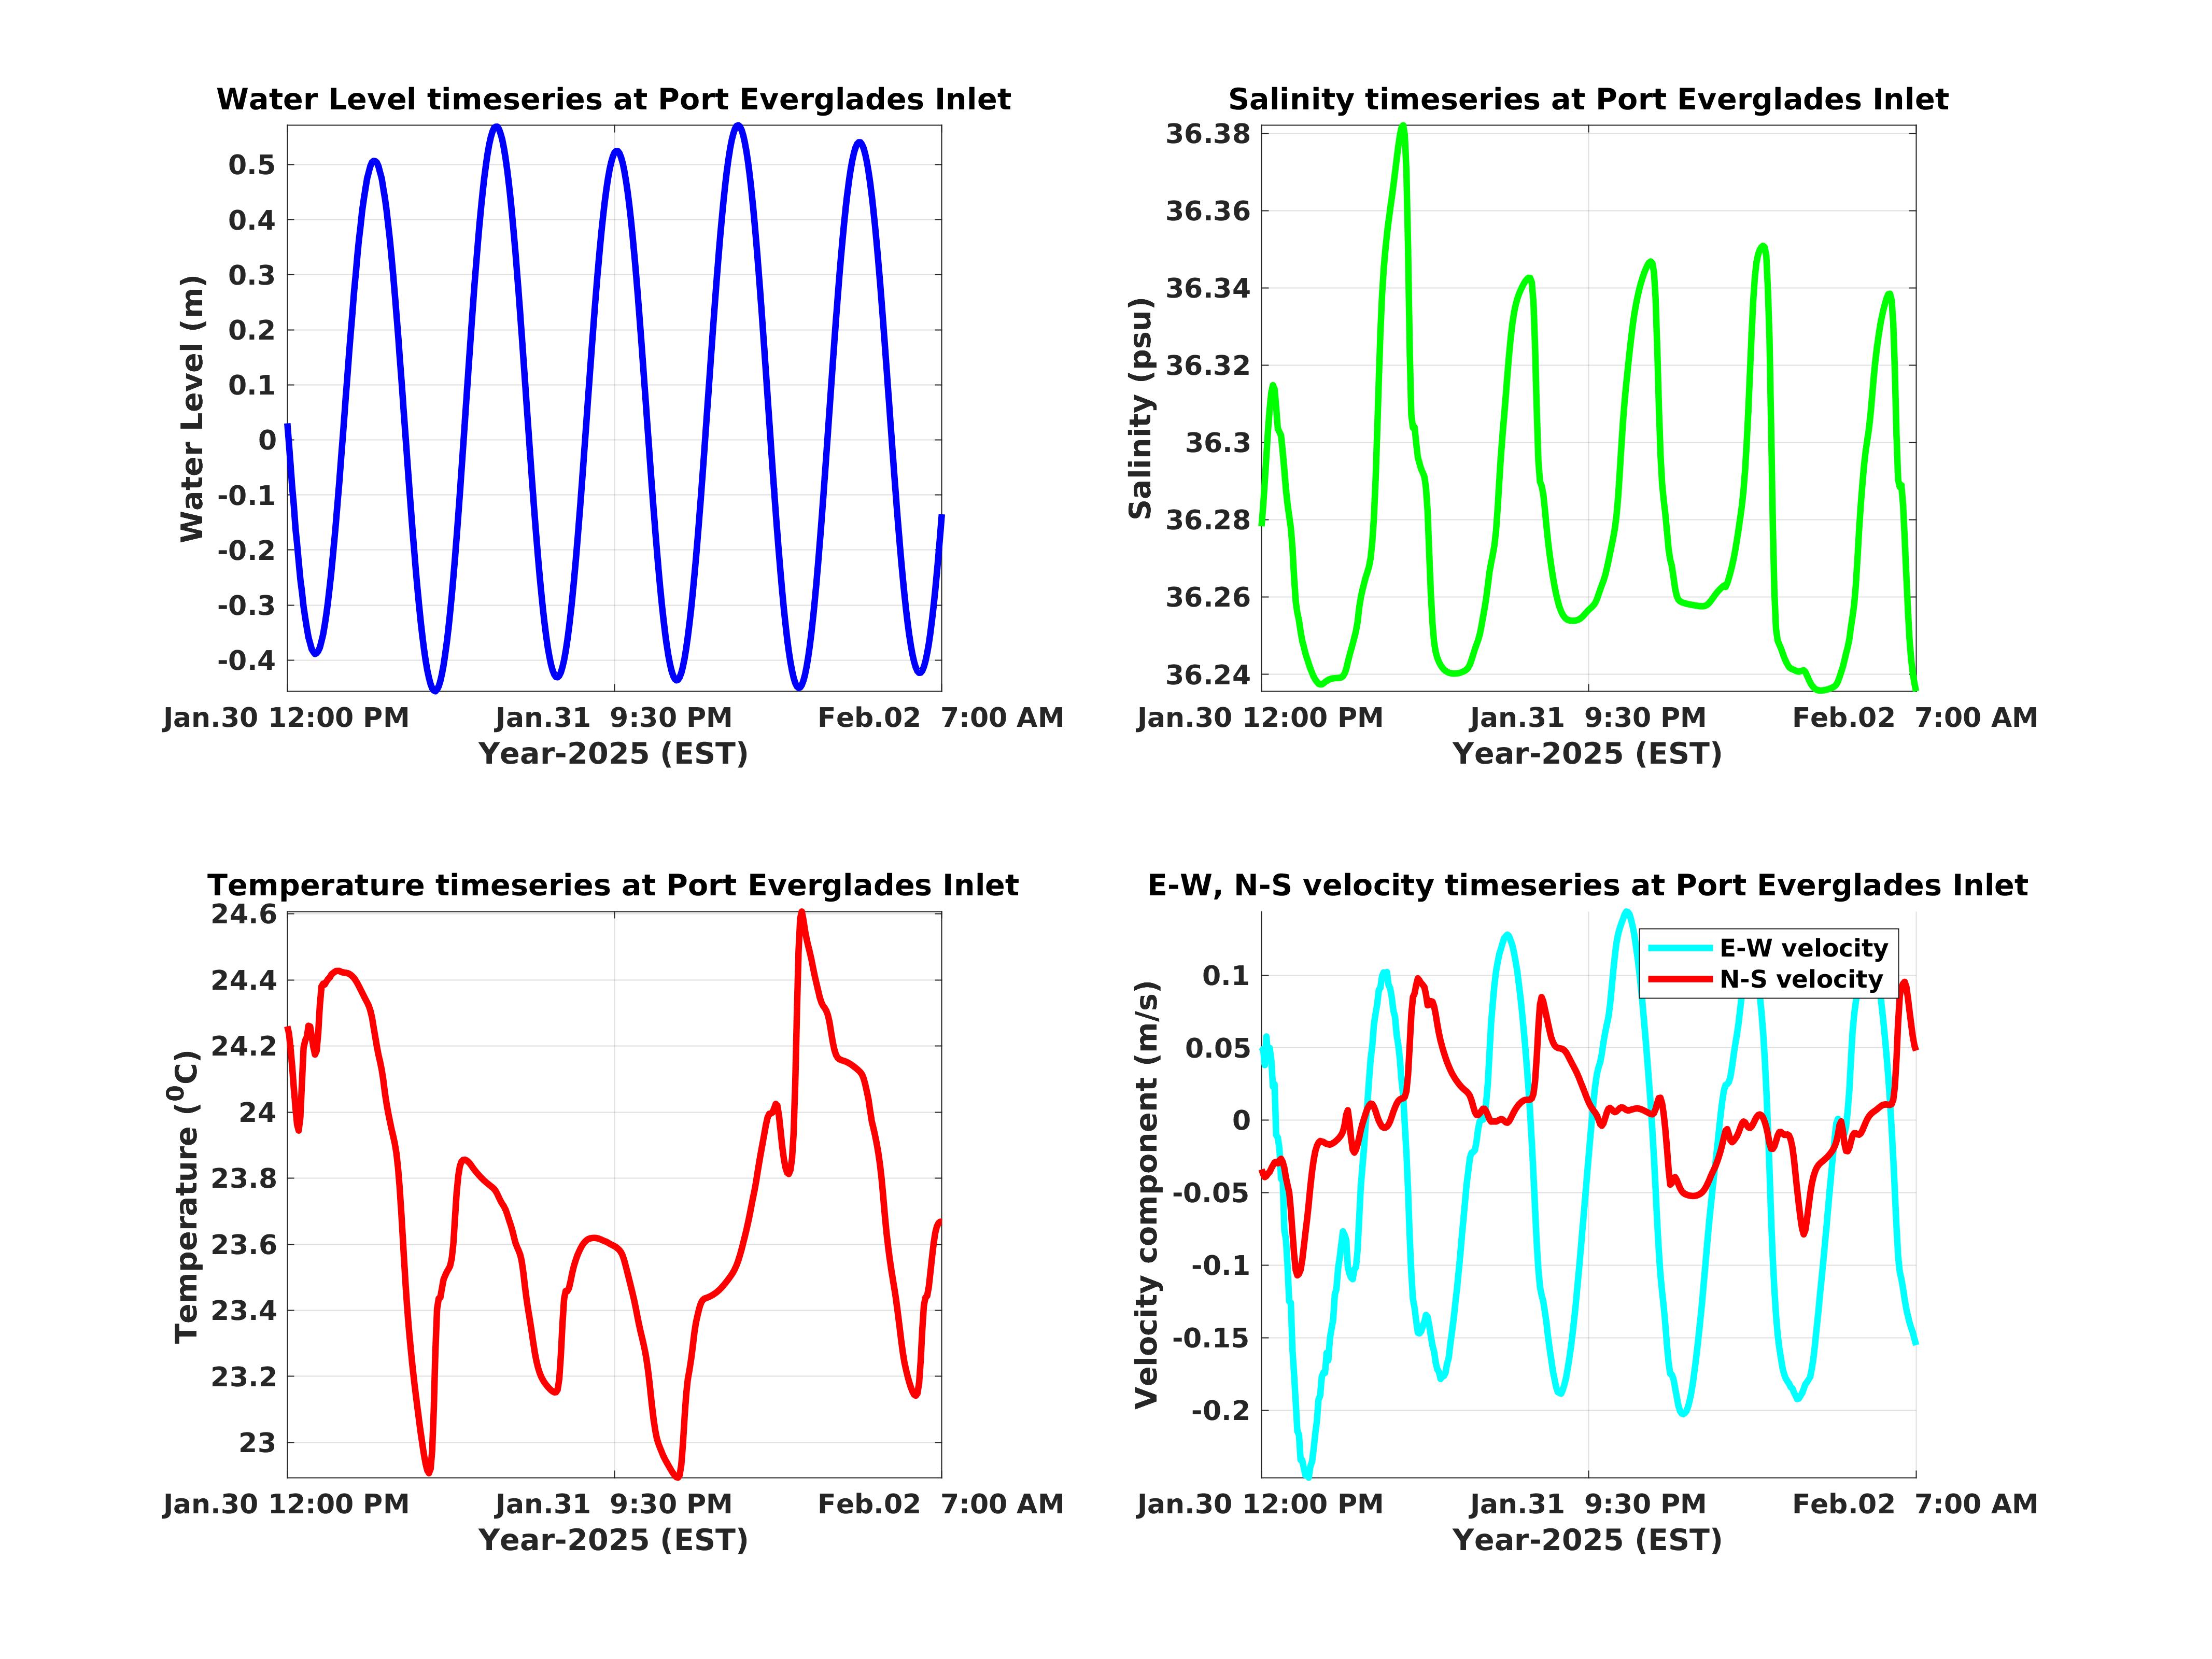 Water Level timeseries at Port Everglades Inlet
Water Level (m)
0.5
0.4
0.3
0.2
0.1
0
-0.1
-0.2
-0.3
-0.4
Jan.30 12:00 PM
Jan.31 9:30 PM
Feb.02 7:00 AM
Year-2025 (EST)
Salinity timeseries at Port Everglades Inlet
Salinity (psu)
36.38
36.36
36.34
36.32
36.3
36.28
36.26
36.24
Jan.30 12:00 PM
Jan.31 9:30 PM
Feb.02 7:00 AM
Year-2025 (EST)
Temperature timeseries at Port Everglades Inlet
Temperature (⁰C)
24.6
24.4
24.2
24
23.8
23.6
23.4
23.2
23
Jan.30 12:00 PM
Jan.31 9:30 PM
Feb.02 7:00 AM
Year-2025 (EST)
E-W, N-S velocity timeseries at Port Everglades Inlet
Velocity component (m/s)
E-W velocity
N-S velocity
0.1
0.05
0
-0.05
-0.1
-0.15
-0.2
Jan.30 12:00 PM
Jan.31 9:30 PM
Feb.02 7:00 AM
Year-2025 (EST)